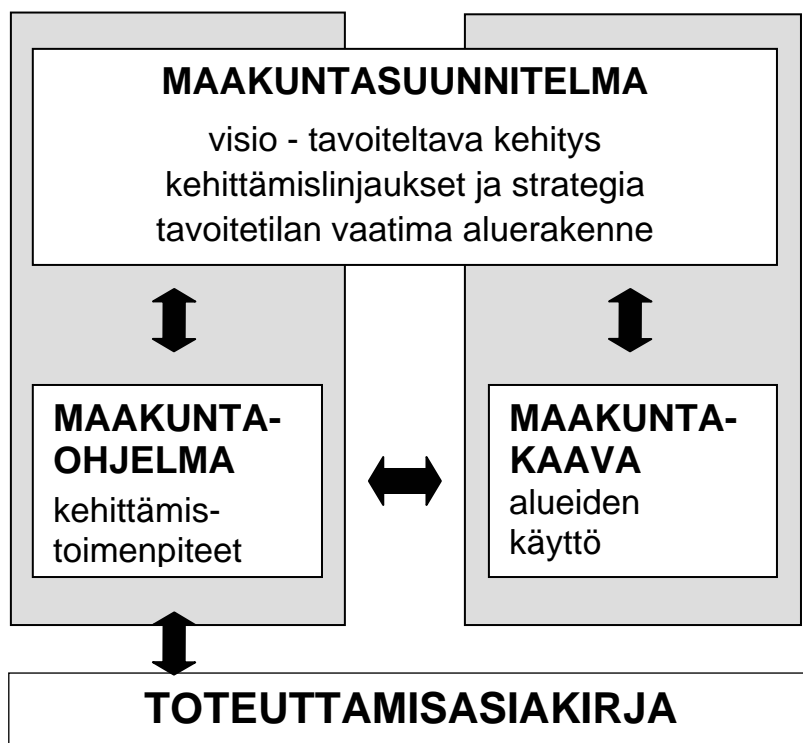 MAAKUNTASUUNNITELMA
visio - tavoiteltava kehitys
kehittämislinjaukset ja strategia
tavoitetilan vaatima aluerakenne
MAAKUNTA-
OHJELMA
kehittämis-
toimenpiteet
MAAKUNTA-
KAAVA
alueiden
käyttö
TOTEUTTAMISASIAKIRJA